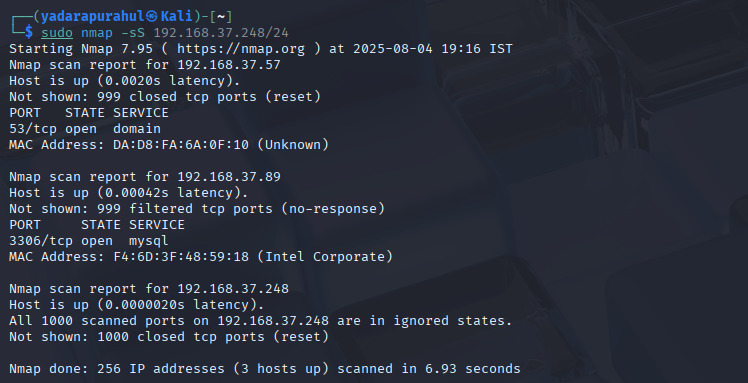 ┌──(yadarapurahul㉿Kali)-[~]
└─$ sudo nmap -sS 192.168.37.248/24
Starting Nmap 7.95 ( https://nmap.org ) at 2025-08-04 19:16 IST
Nmap scan report for 192.168.37.57
Host is up (0.0020s latency).
Not shown: 999 closed tcp ports (reset)
PORT   STATE SERVICE
53/tcp open  domain
MAC Address: DA:D8:FA:6A:0F:10 (Unknown)

Nmap scan report for 192.168.37.89
Host is up (0.00042s latency).
Not shown: 999 filtered tcp ports (no-response)
PORT     STATE SERVICE
3306/tcp open  mysql
MAC Address: F4:6D:3F:48:59:18 (Intel Corporate)

Nmap scan report for 192.168.37.248
Host is up (0.0000020s latency).
All 1000 scanned ports on 192.168.37.248 are in ignored states.
Not shown: 1000 closed tcp ports (reset)

Nmap done: 256 IP addresses (3 hosts up) scanned in 6.93 seconds